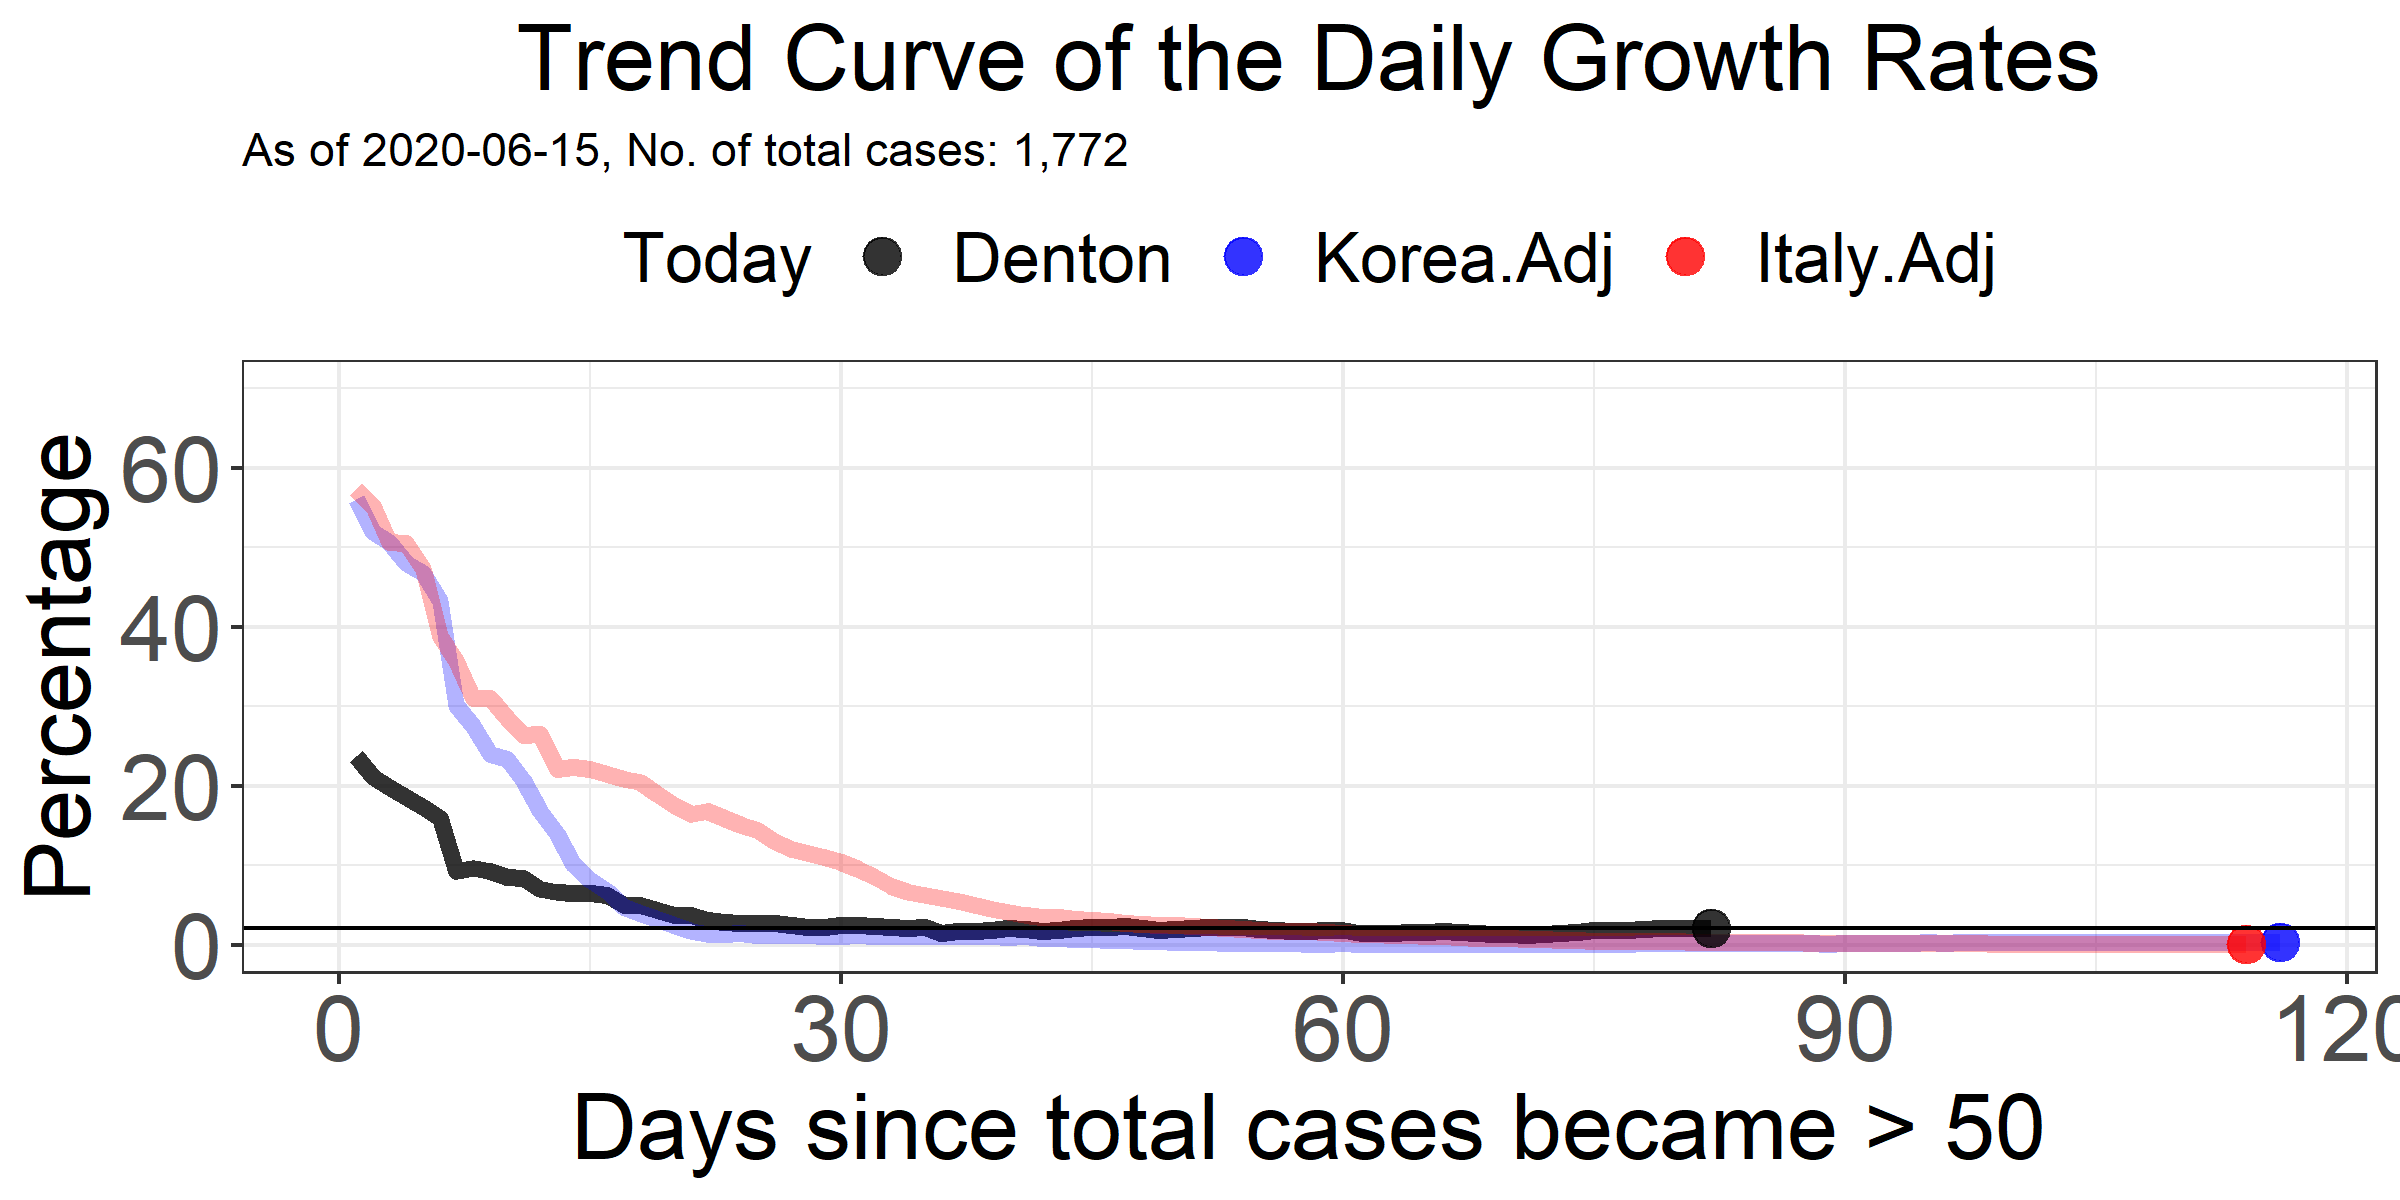 Trend Curve of the Daily Growth Rates
As of 2020-06-15, No. of total cases: 1,772
Today Denton Korea.Adj Italy.Adj
Percentage
60
40
20
0
0 30 60 90 120
Days since total cases became > 50